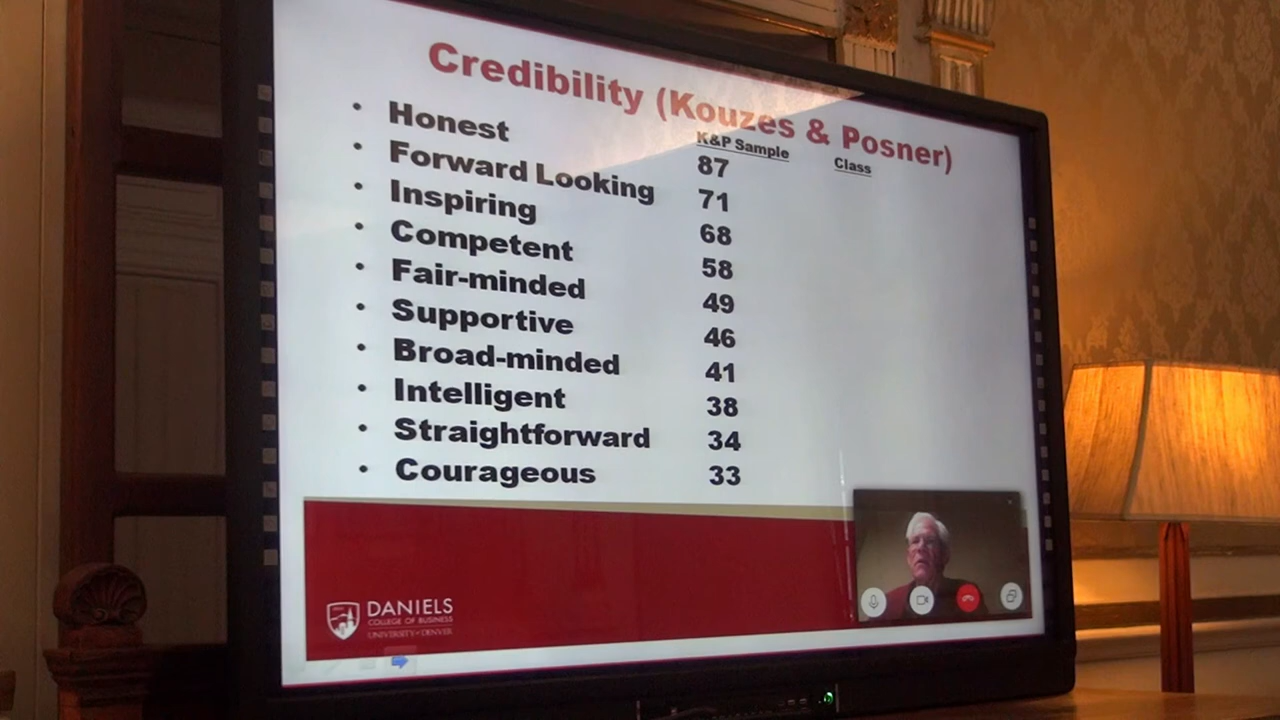 Credibility (Kouzes & Posner)
K&P Sample Class
• Honest 87
• Forward Looking 71
• Inspiring 68
• Competent 58
• Fair-minded 49
• Supportive 46
• Broad-minded 41
• Intelligent 38
• Straightforward 34
• Courageous 33
DANIELS
COLLEGE OF BUSINESS
UNIVERSITY OF DENVER